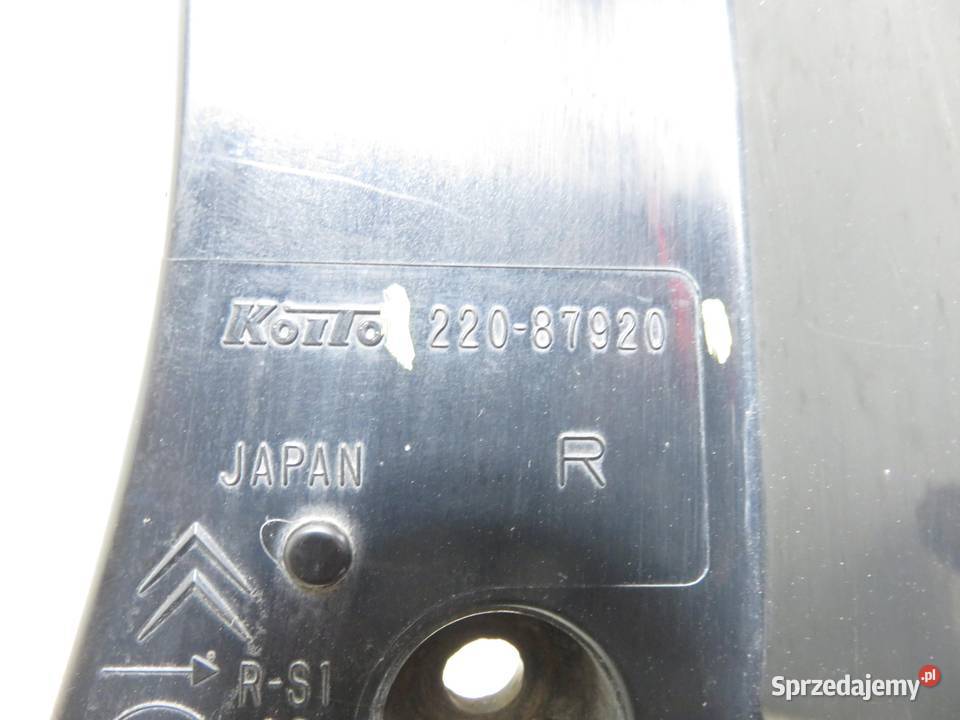 KOITO 220-87920
JAPAN R
R-S1
Sprzedajemy.pl